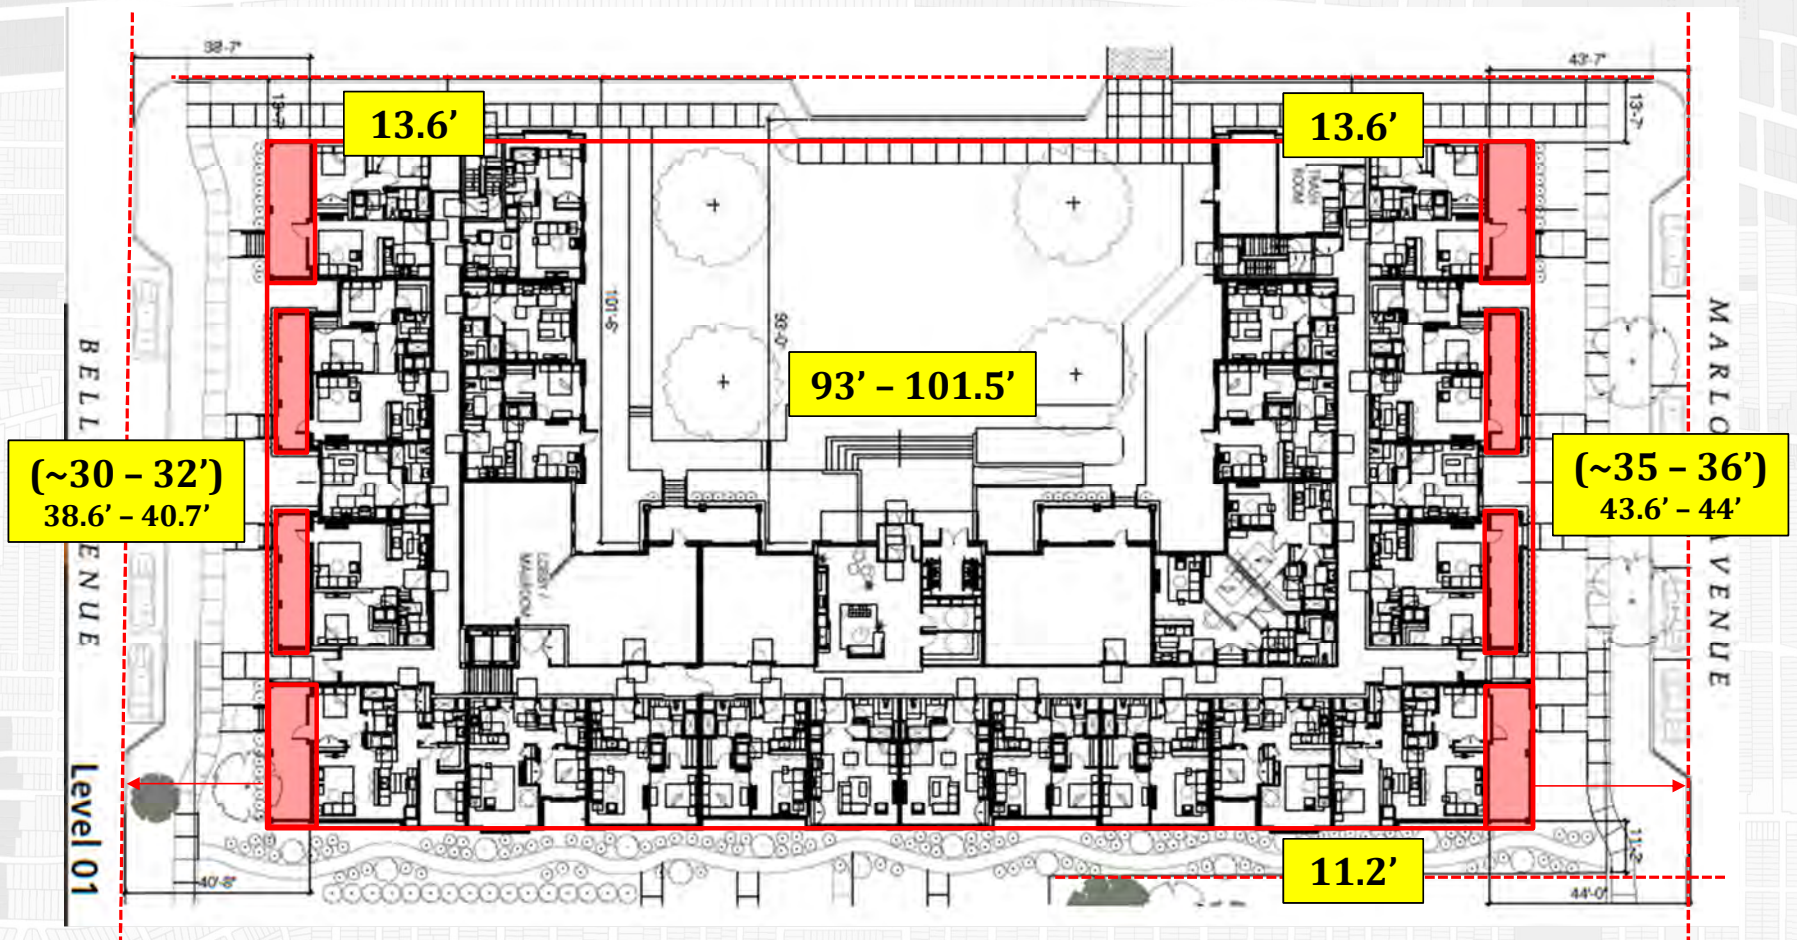 38'-7"
43'-7"
13'-7"
13.6’
13.6’
13'-7"
TRASH
ROOM
101'-6"
93'-0"
93’ – 101.5’
BELL AVENUE
(~30 – 32’)
38.6’ – 40.7’
MARLO AVENUE
(~35 – 36’)
43.6’ – 44’
LOBBY /
MAILROOM
Level 01
11'-2"
11.2’
40'-8"
44'-0"